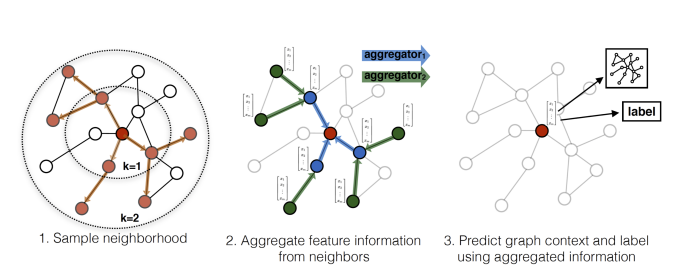 aggregator1
aggregator2
label
k=1
k=2
1. Sample neighborhood
2. Aggregate feature information
from neighbors
3. Predict graph context and label
using aggregated information